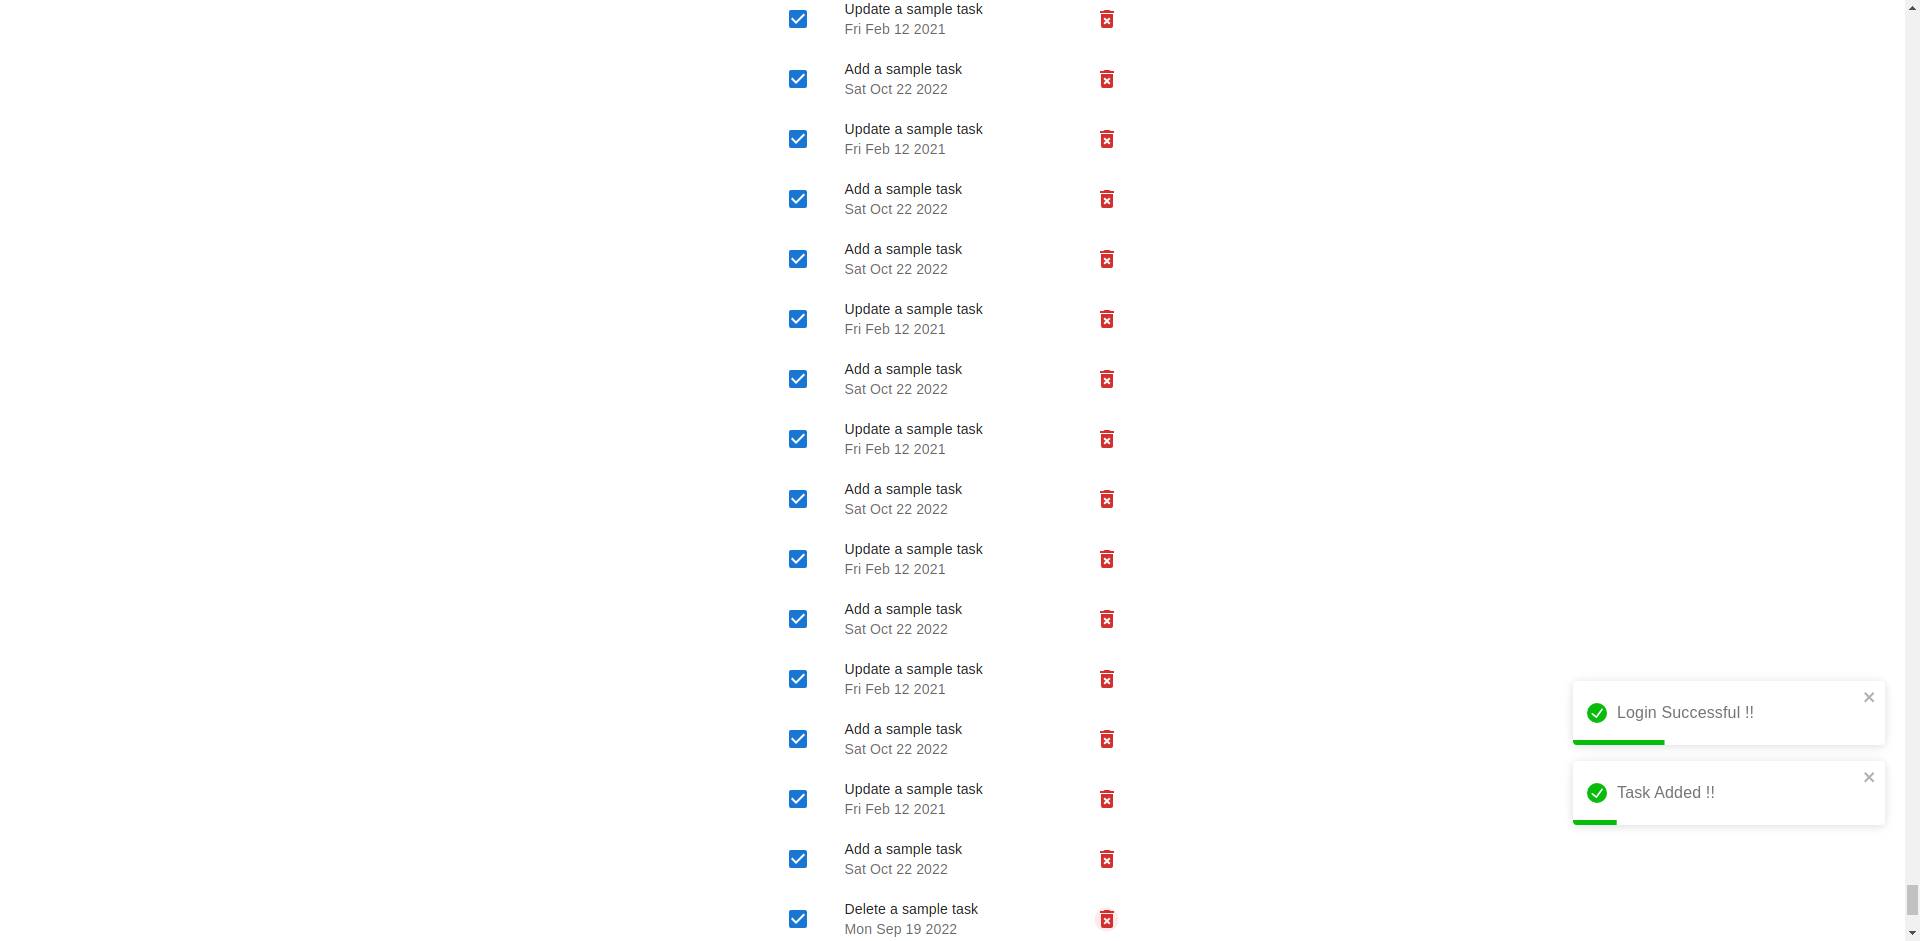 Update a sample task
Fri Feb 12 2021
Add a sample task
Sat Oct 22 2022
Update a sample task
Fri Feb 12 2021
Add a sample task
Sat Oct 22 2022
Add a sample task
Sat Oct 22 2022
Update a sample task
Fri Feb 12 2021
Add a sample task
Sat Oct 22 2022
Update a sample task
Fri Feb 12 2021
Add a sample task
Sat Oct 22 2022
Update a sample task
Fri Feb 12 2021
Add a sample task
Sat Oct 22 2022
Update a sample task
Fri Feb 12 2021
Add a sample task
Sat Oct 22 2022
Update a sample task
Fri Feb 12 2021
Add a sample task
Sat Oct 22 2022
Delete a sample task
Mon Sep 19 2022
Login Successful !!
Task Added !!